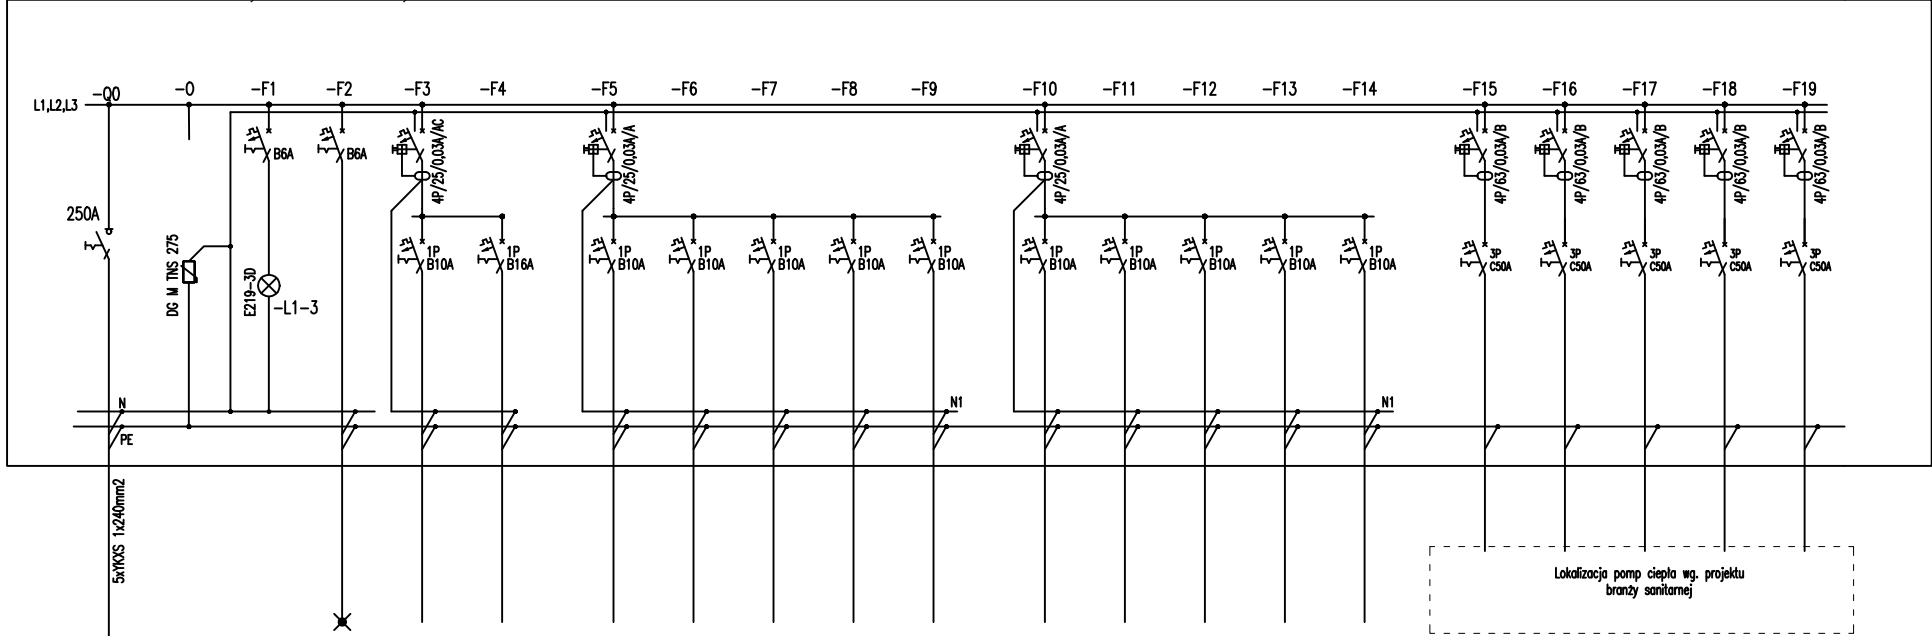 -Q0 -0 -F1 -F2 -F3 -F4 -F5 -F6 -F7 -F8 -F9 -F10 -F11 -F12 -F13 -F14 -F15 -F16 -F17 -F18 -F19
L1,L2,L3
B6A B6A
4P/25/0,03A/AC
4P/25/0,03A/A
4P/25/0,03A/A
4P/63/0,03A/B
4P/63/0,03A/B
4P/63/0,03A/B
4P/63/0,03A/B
4P/63/0,03A/B
250A
DG M TNS 275
E219-3D
-L1-3
1P 1P 1P 1P 1P 1P 1P 1P 1P 1P 1P 1P 3P 3P 3P 3P 3P
B10A B16A B10A B10A B10A B10A B10A B10A B10A B10A B10A B10A C50A C50A C50A C50A C50A
N N1 N1
PE
5xYKXS 1x240mm2
Lokalizacja pomp ciepła wg. projektu
branży sanitarnej